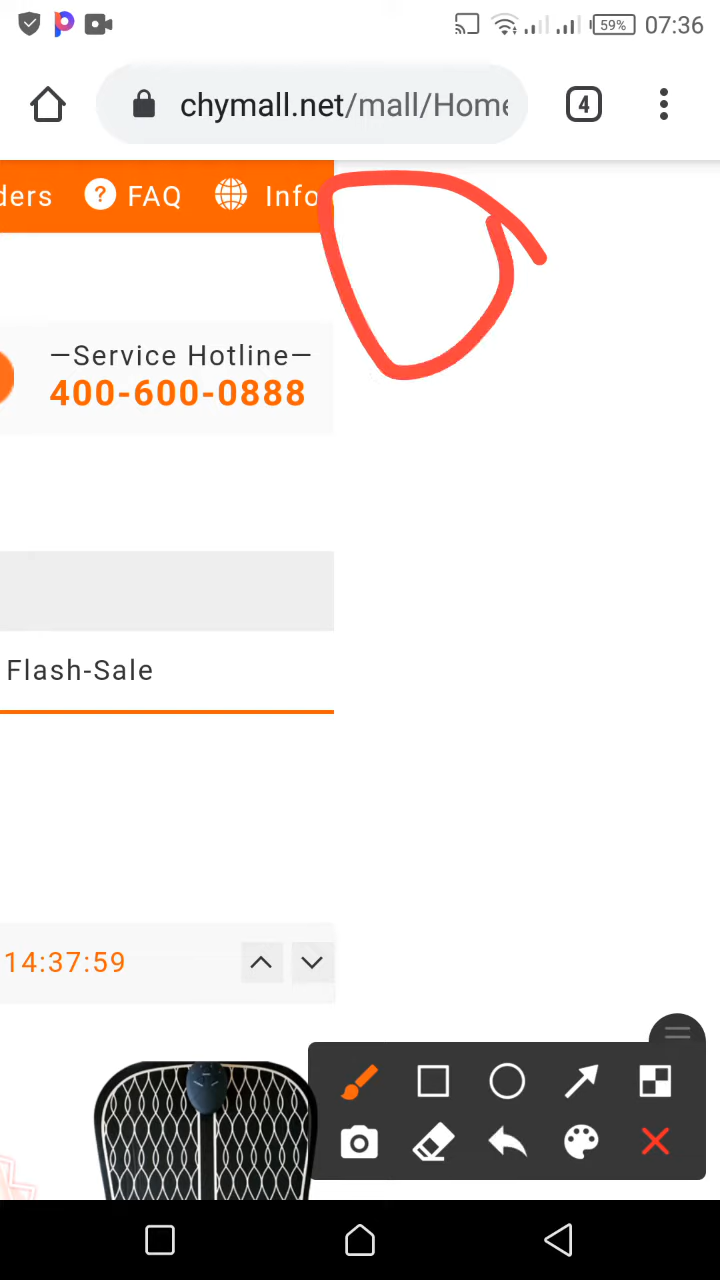 59%
07:36
chymall.net/mall/Home
4
ders
? FAQ
Info
—Service Hotline—
400-600-0888
Flash-Sale
14:37:59